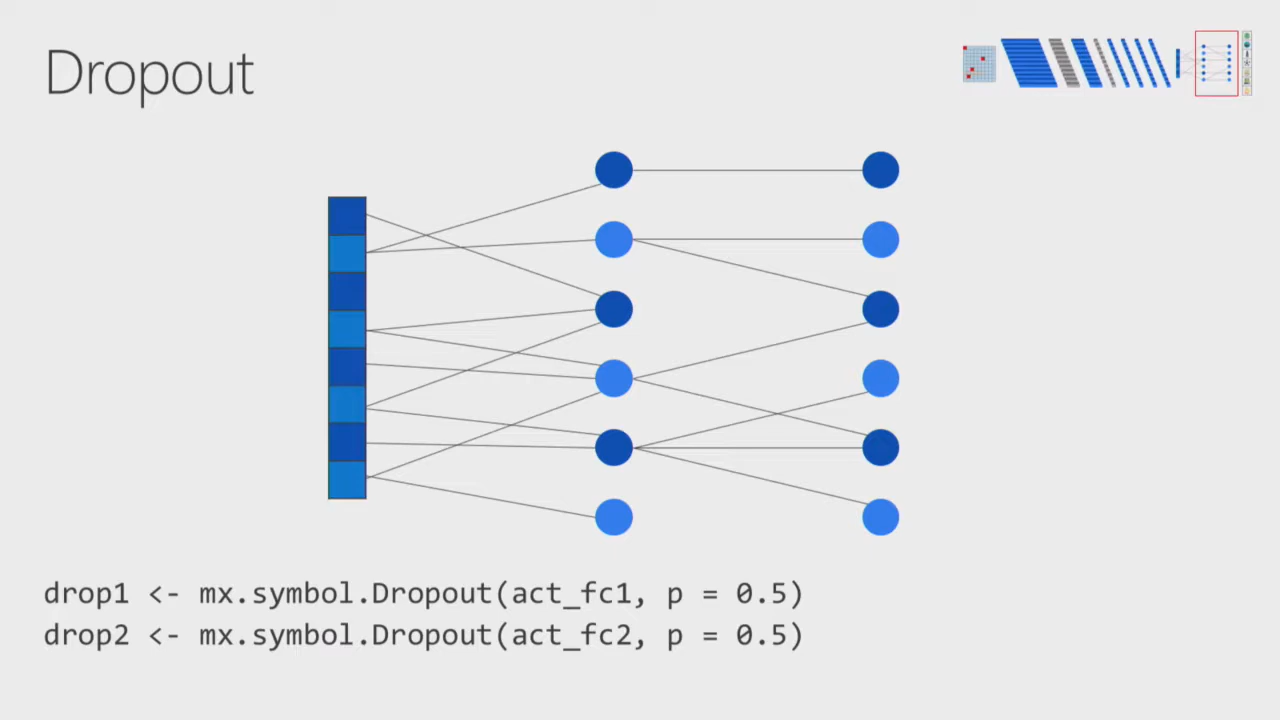 Dropout
drop1 <- mx.symbol.Dropout(act_fc1, p = 0.5)
drop2 <- mx.symbol.Dropout(act_fc2, p = 0.5)